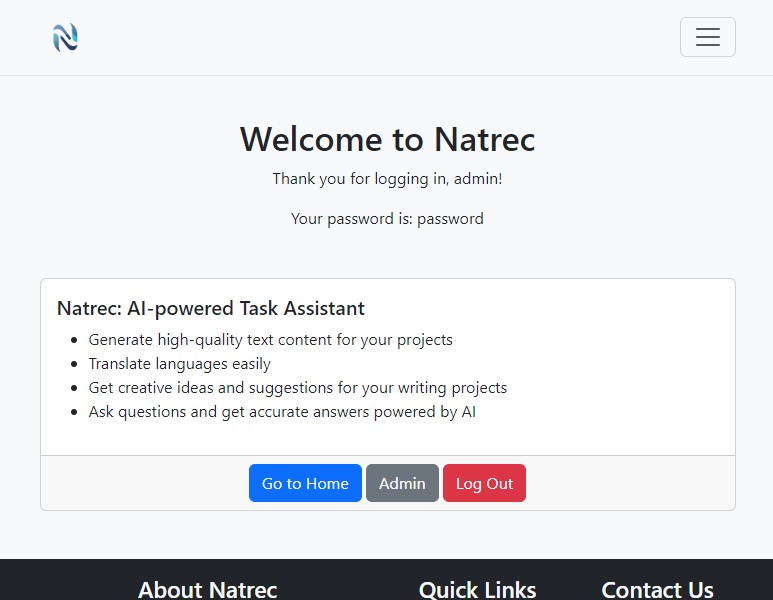 Welcome to Natrec
Thank you for logging in, admin!
Your password is: password
Natrec: AI-powered Task Assistant
Generate high-quality text content for your projects
Translate languages easily
Get creative ideas and suggestions for your writing projects
Ask questions and get accurate answers powered by AI
Go to Home Admin Log Out
About Natrec Quick Links Contact Us